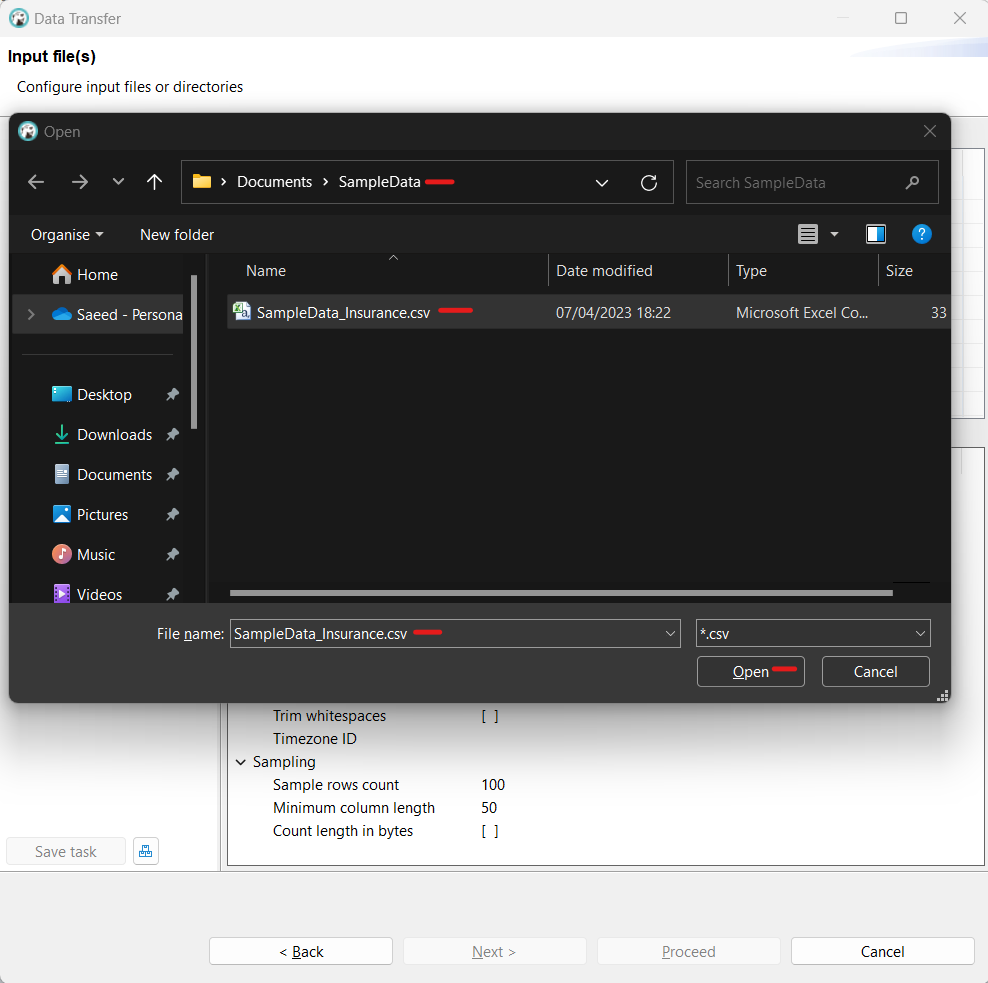 Data Transfer
Input file(s)
Configure input files or directories
Open
Documents > SampleData
Search SampleData
Organise New folder
Name Date modified Type Size
Home
Saeed - Persona
SampleData_Insurance.csv 07/04/2023 18:22 Microsoft Excel Co... 33
Desktop
Downloads
Documents
Pictures
Music
Videos
File name: SampleData_Insurance.csv *.csv
Open Cancel
Trim whitespaces [ ]
Timezone ID
Sampling
Sample rows count 100
Minimum column length 50
Count length in bytes [ ]
Save task
< Back Next > Proceed Cancel